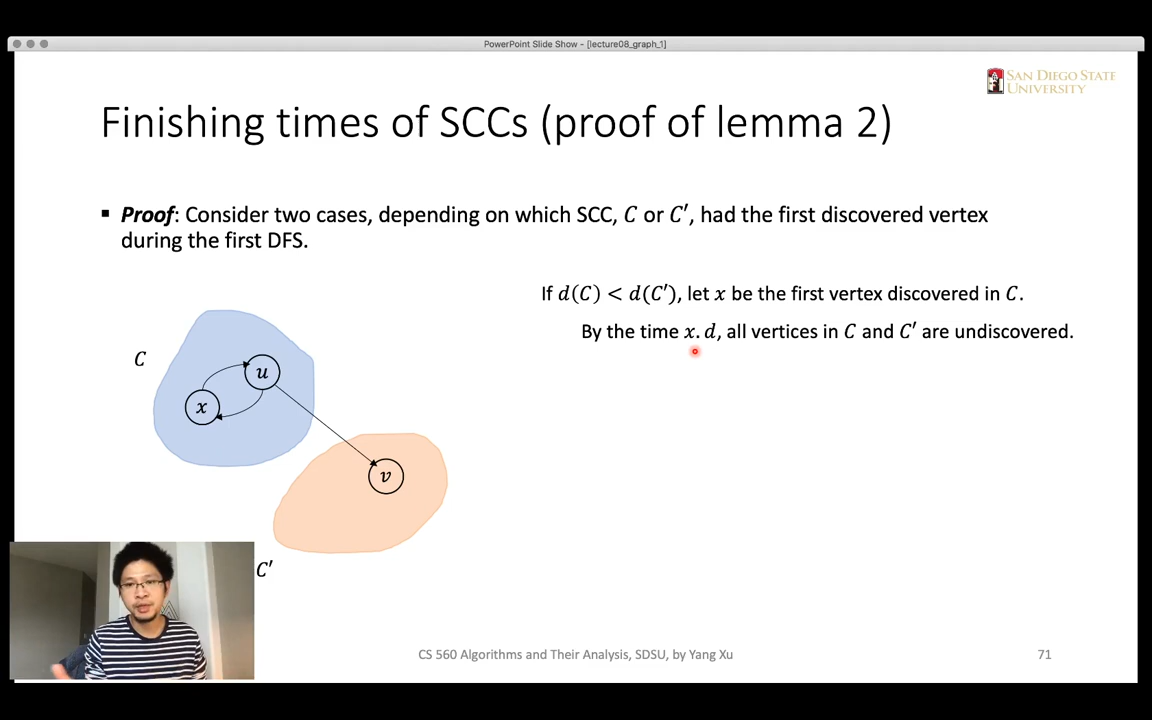 PowerPoint Slide Show - [lecture08_graph_1]
SAN DIEGO STATE
UNIVERSITY
Finishing times of SCCs (proof of lemma 2)
▪ Proof: Consider two cases, depending on which SCC, C or C′, had the first discovered vertex
during the first DFS.
If d(C) < d(C′), let x be the first vertex discovered in C.
By the time x.d, all vertices in C and C′ are undiscovered.
C
u
x
v
C′
CS 560 Algorithms and Their Analysis, SDSU, by Yang Xu
71